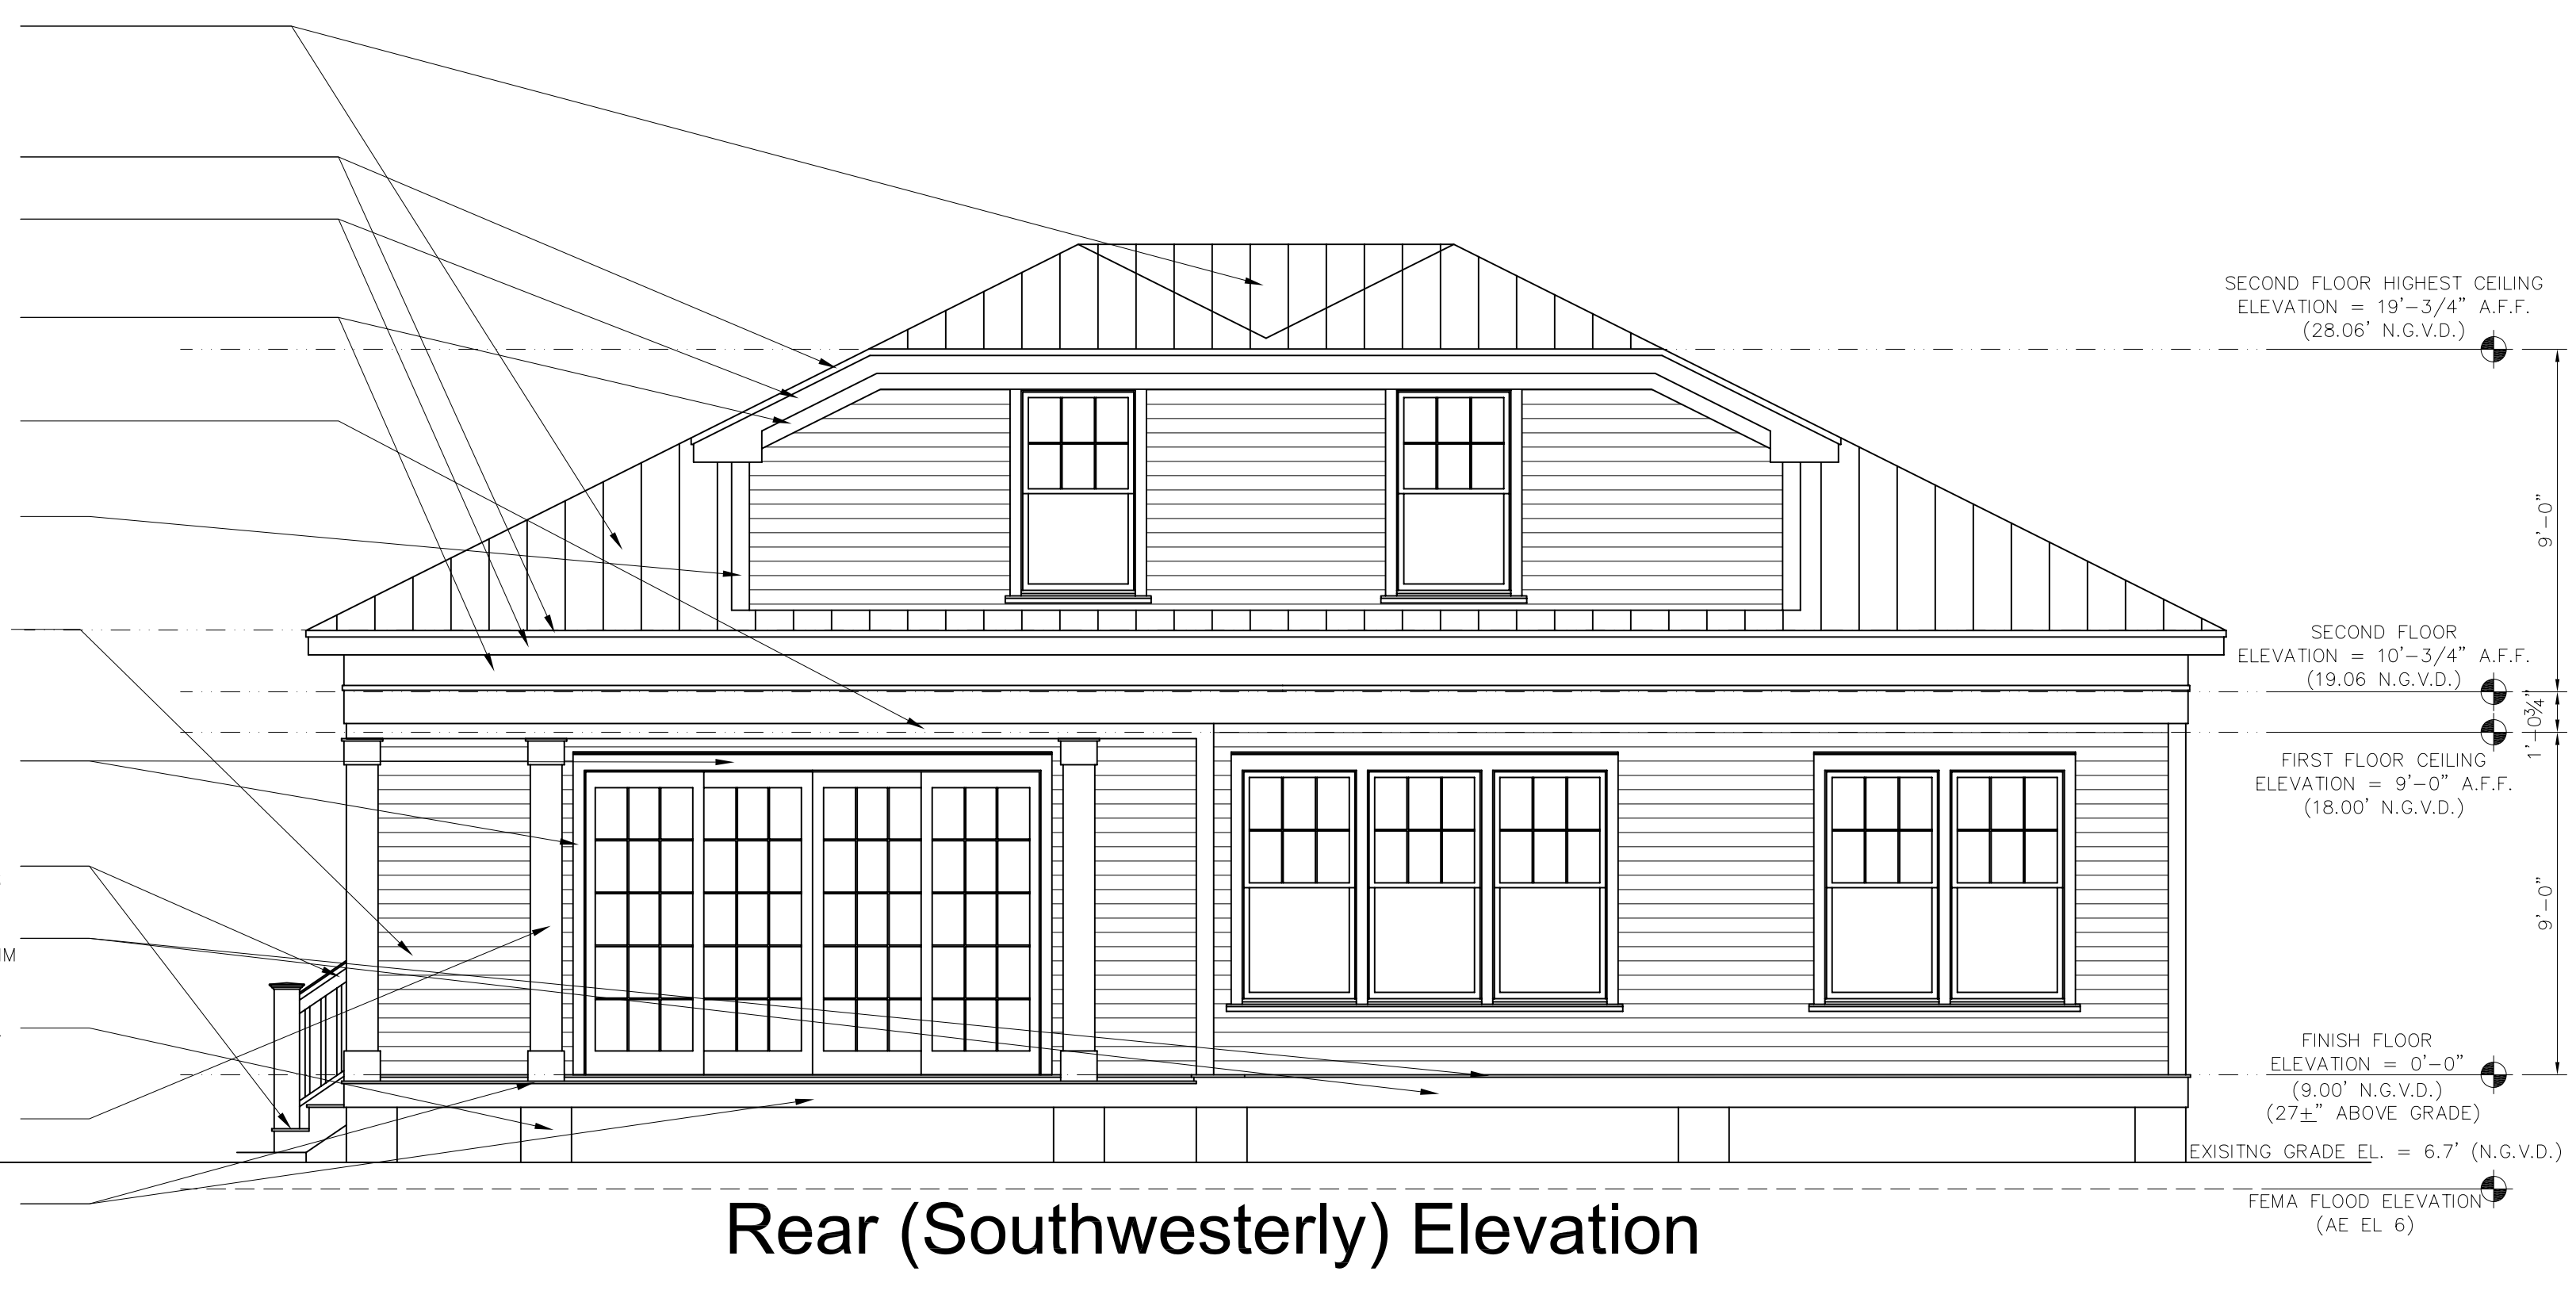 SECOND FLOOR HIGHEST CEILING
ELEVATION = 19'-3/4" A.F.F.
(28.06' N.G.V.D.)
9'-0"
SECOND FLOOR
ELEVATION = 10'-3/4" A.F.F.
(19.06 N.G.V.D.)
1'-0¾"
FIRST FLOOR CEILING
ELEVATION = 9'-0" A.F.F.
(18.00' N.G.V.D.)
9'-0"
FINISH FLOOR
ELEVATION = 0'-0"
(9.00' N.G.V.D.)
(27±" ABOVE GRADE)
EXISITNG GRADE EL. = 6.7' (N.G.V.D.)
FEMA FLOOD ELEVATION
(AE EL 6)
Rear (Southwesterly) Elevation